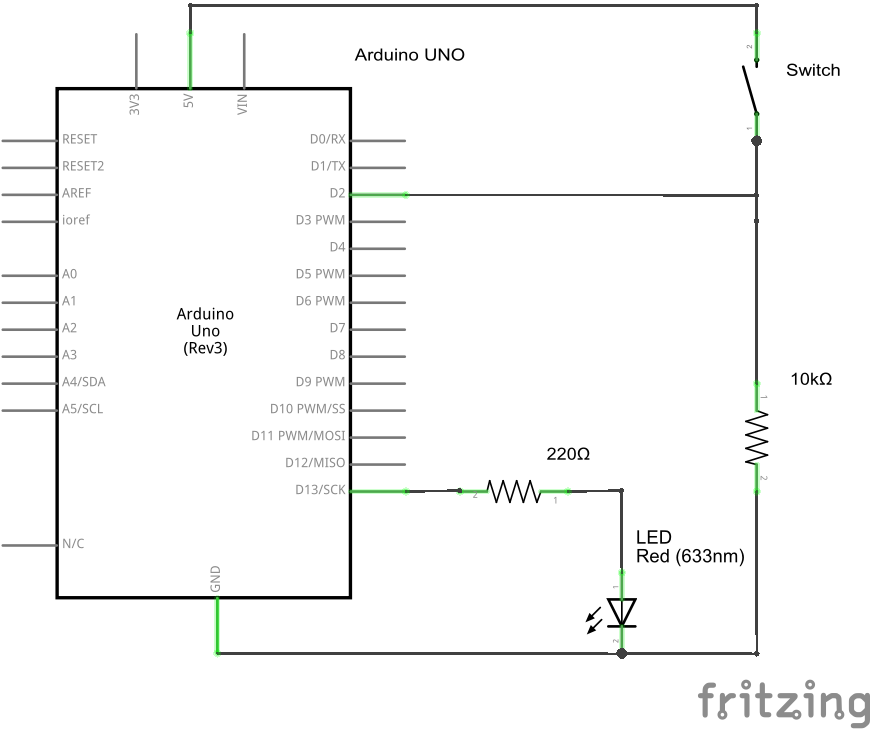 Arduino UNO
Switch
2
1
3V3
5V
VIN
RESET
RESET2
AREF
ioref
A0
A1
A2
A3
A4/SDA
A5/SCL
N/C
Arduino
Uno
(Rev3)
D0/RX
D1/TX
D2
D3 PWM
D4
D5 PWM
D6 PWM
D7
D8
D9 PWM
D10 PWM/SS
D11 PWM/MOSI
D12/MISO
D13/SCK
GND
10kΩ
1
2
220Ω
2
1
LED
Red (633nm)
1
2
fritzing